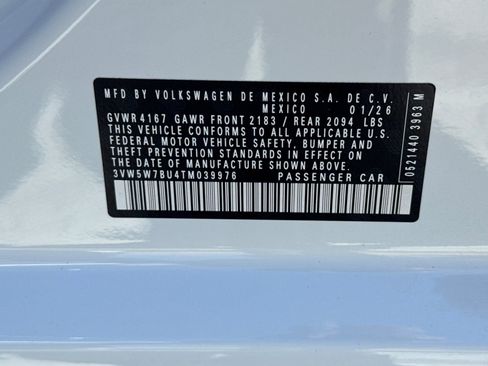 MFD BY VOLKSWAGEN DE MEXICO S.A. DE C.V.
MEXICO 01/26
GVWR 4167 GAWR FRONT 2183 / REAR 2094 LBS
THIS VEHICLE CONFORMS TO ALL APPLICABLE U.S.
FEDERAL MOTOR VEHICLE SAFETY, BUMPER AND
THEFT PREVENTION STANDARDS IN EFFECT ON
THE DATE OF MANUFACTURE SHOWN ABOVE.
3VW5W7BU4TM039976 PASSENGER CAR
0521440 3963 M